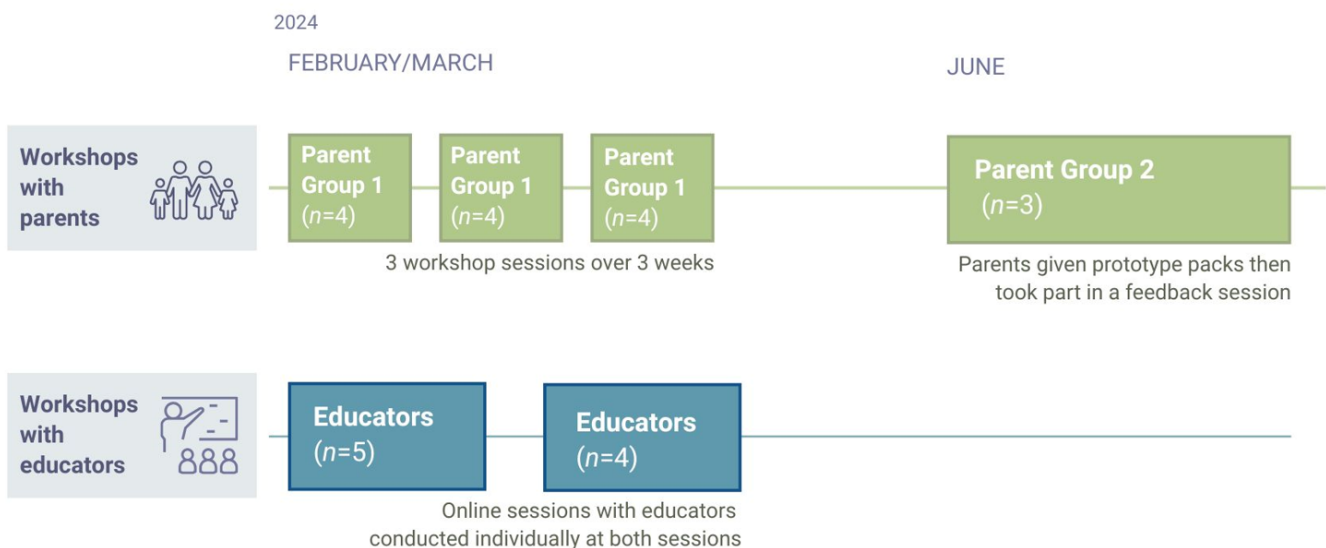 2024
FEBRUARY/MARCH
JUNE
Workshops
with
parents
Parent
Group 1
(n=4)
Parent
Group 1
(n=4)
Parent
Group 1
(n=4)
3 workshop sessions over 3 weeks
Parent Group 2
(n=3)
Parents given prototype packs then
took part in a feedback session
Workshops
with
educators
Educators
(n=5)
Educators
(n=4)
Online sessions with educators
conducted individually at both sessions